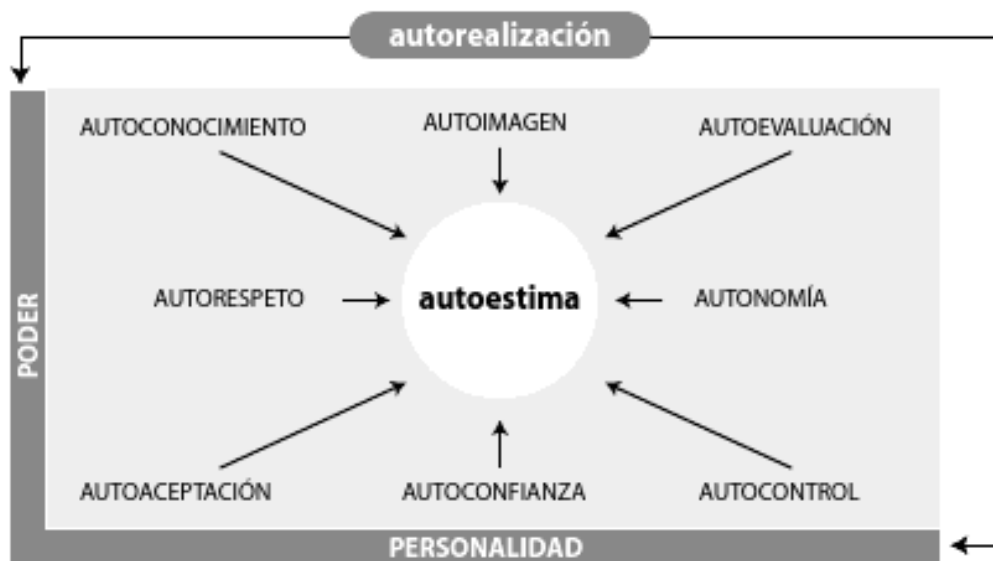 autorealización
AUTOCONOCIMIENTO
AUTOIMAGEN
AUTOEVALUACIÓN
AUTORESPETO
autoestima
AUTONOMÍA
PODER
AUTOACEPTACIÓN
AUTOCONFIANZA
AUTOCONTROL
PERSONALIDAD